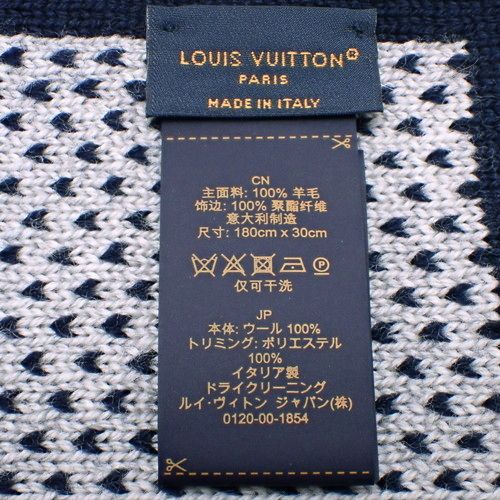 LOUIS VUITTON®
PARIS
MADE IN ITALY
CN
主面料: 100% 羊毛
饰边: 100% 聚酯纤维
意大利制造
尺寸: 180cm x 30cm
P
仅可干洗
JP
本体: ウール 100%
トリミング: ポリエステル
100%
イタリア製
ドライクリーニング
ルイ・ヴィトン ジャパン(株)
0120-00-1854